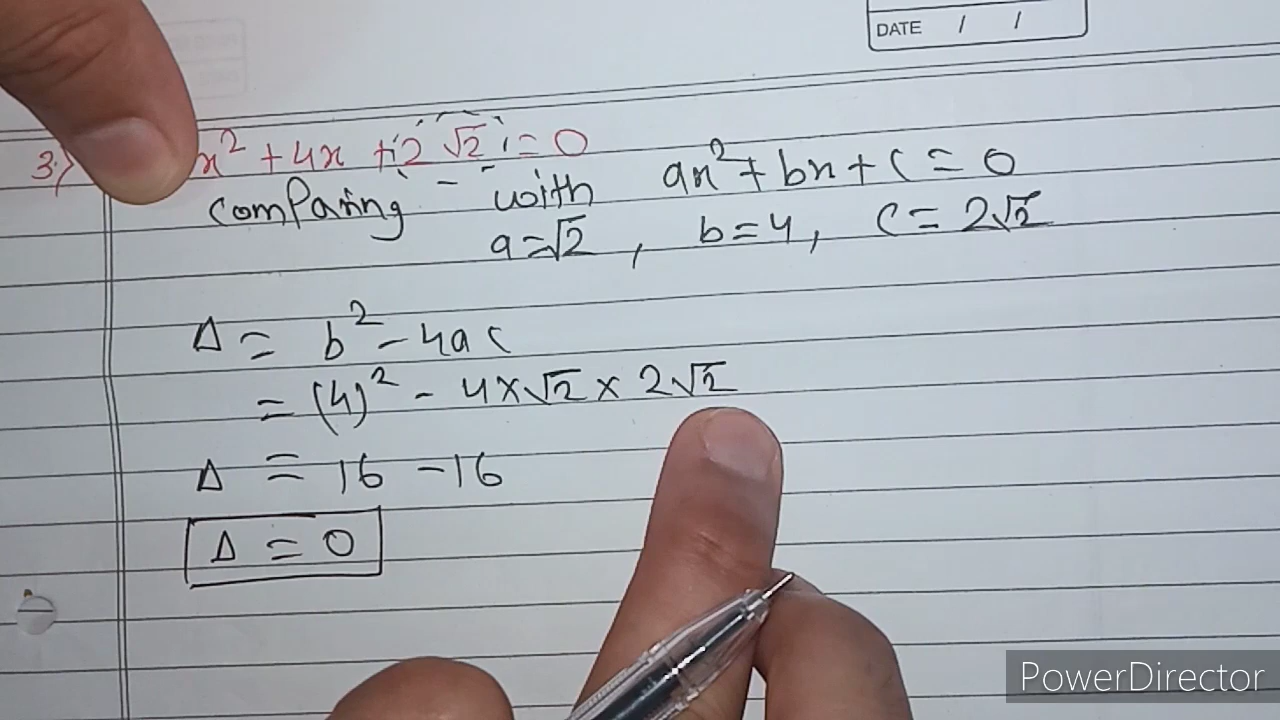 DATE / /
3.) x² + 4x + 2√2 = 0
Comparing with ax² + bx + c = 0
a = √2 , b = 4 , c = 2√2
Δ = b² - 4ac
= (4)² - 4 × √2 × 2√2
Δ = 16 - 16
Δ = 0
PowerDirector